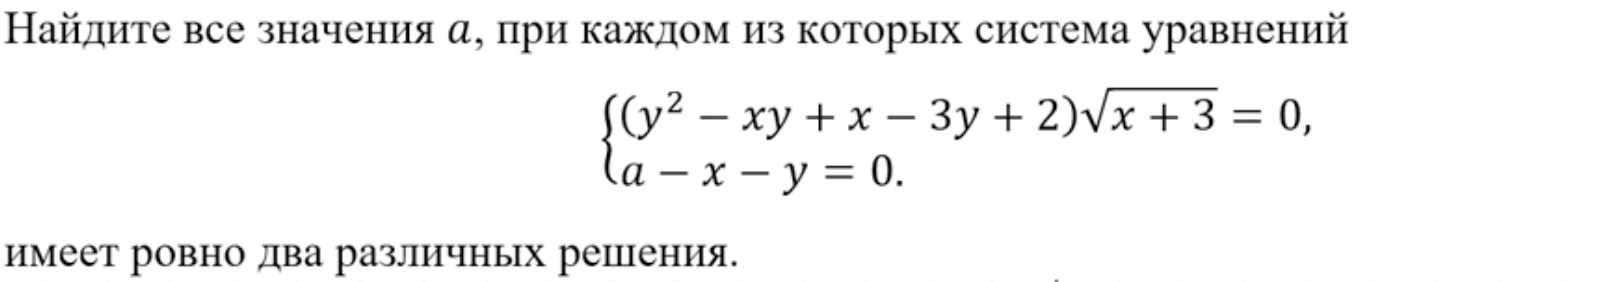 Найдите все значения a, при каждом из которых система уравнений
{(y² − xy + x − 3y + 2)√(x + 3) = 0,
a − x − y = 0.
имеет ровно два различных решения.